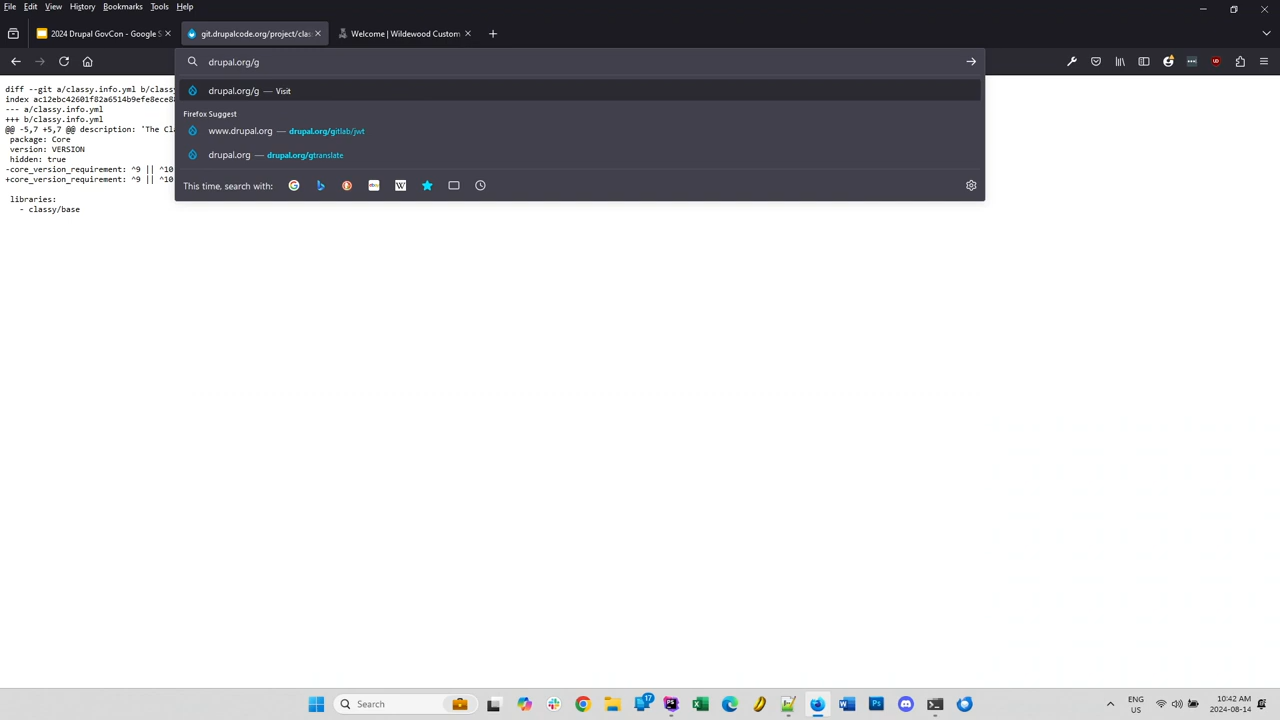 File Edit View History Bookmarks Tools Help
2024 Drupal GovCon - Google S
git.drupalcode.org/project/clas
Welcome | Wildewood Custom
drupal.org/g
drupal.org/g — Visit
Firefox Suggest
www.drupal.org — drupal.org/gitlab/jwt
drupal.org — drupal.org/gtranslate
This time, search with:
diff --git a/classy.info.yml b/class
index ac12ebc42601f82a6514b9efe8ece8
--- a/classy.info.yml
+++ b/classy.info.yml
@@ -5,7 +5,7 @@ description: 'The Cl
package: Core
version: VERSION
hidden: true
-core_version_requirement: ^9 || ^10
+core_version_requirement: ^9 || ^10
libraries:
- classy/base
Search
17
ENG
US
10:42 AM
2024-08-14